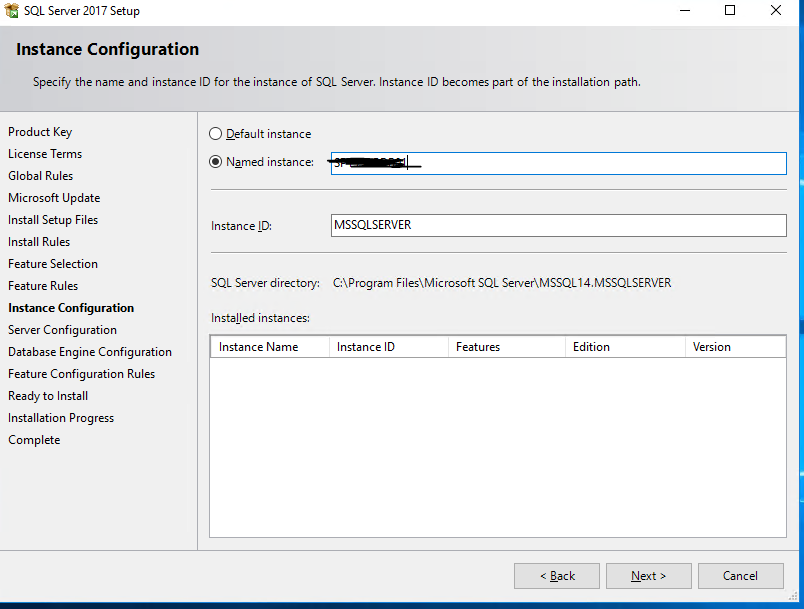 SQL Server 2017 Setup
Instance Configuration
Specify the name and instance ID for the instance of SQL Server. Instance ID becomes part of the installation path.
Product Key
License Terms
Global Rules
Microsoft Update
Install Setup Files
Install Rules
Feature Selection
Feature Rules
Instance Configuration
Server Configuration
Database Engine Configuration
Feature Configuration Rules
Ready to Install
Installation Progress
Complete
Default instance
Named instance:
Instance ID: MSSQLSERVER
SQL Server directory: C:\Program Files\Microsoft SQL Server\MSSQL14.MSSQLSERVER
Installed instances:
Instance Name Instance ID Features Edition Version
< Back Next > Cancel